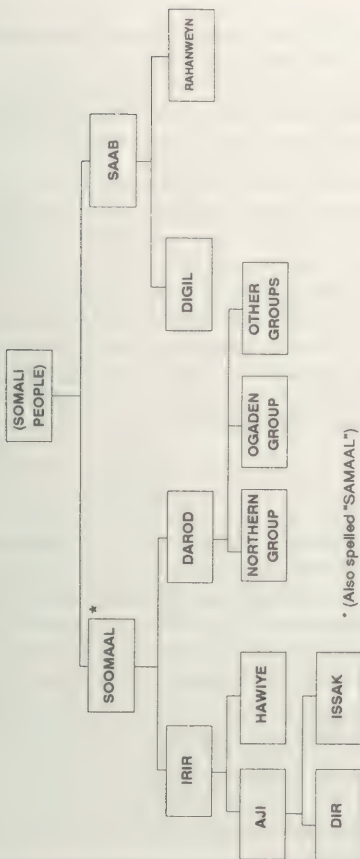 (SOMALI
PEOPLE)
SOOMAAL
*
SAAB
IRIR
DAROD
DIGIL
RAHANWEYN
AJI
HAWIYE
NORTHERN
GROUP
OGADEN
GROUP
OTHER
GROUPS
DIR
ISSAK
* (Also spelled "SAMAAL")